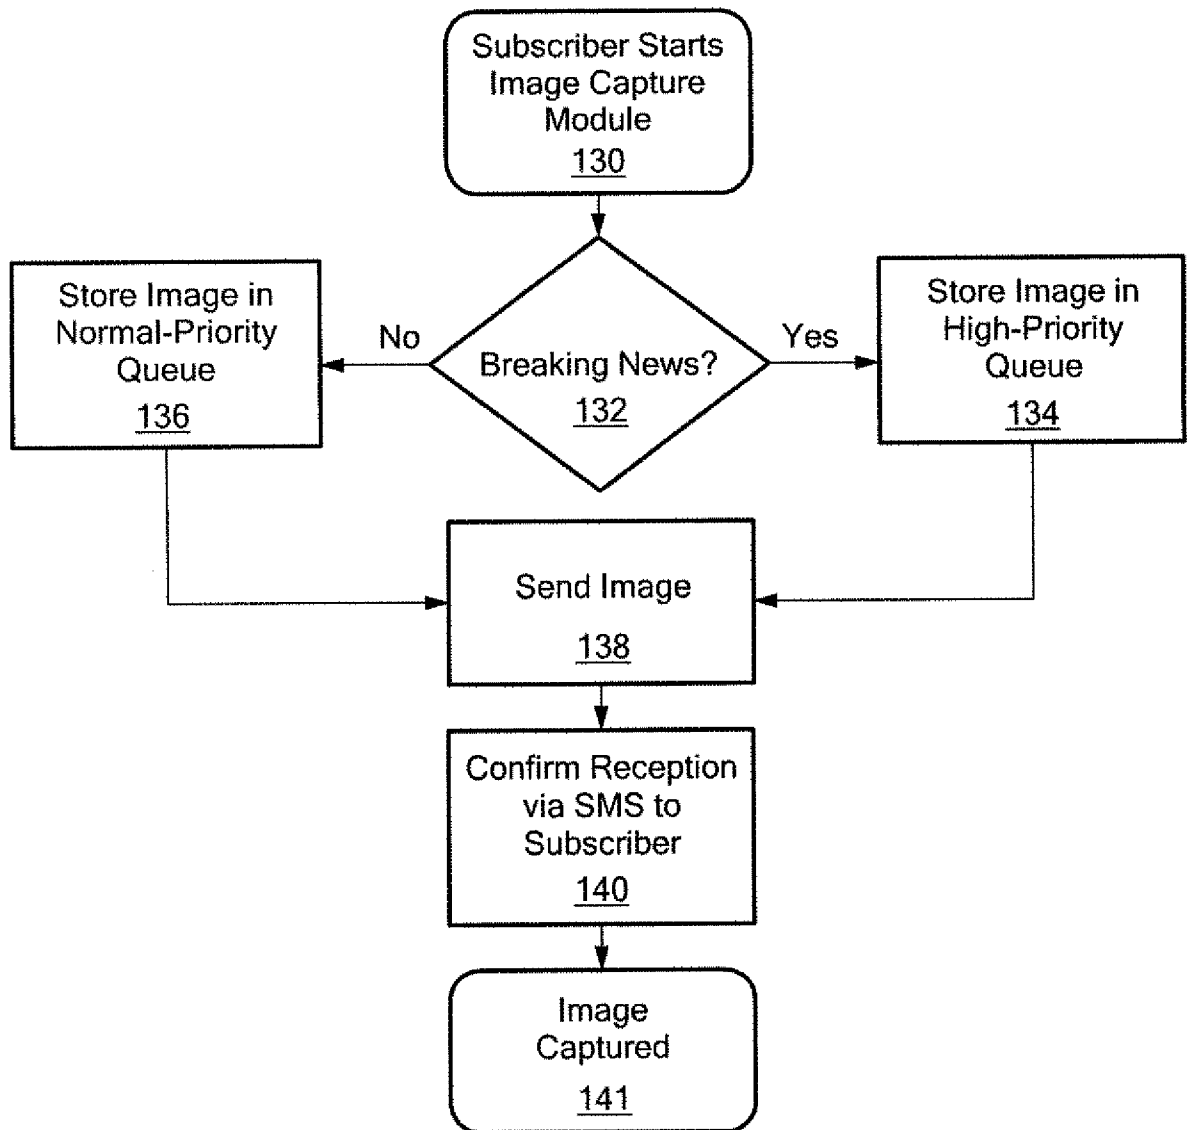 Subscriber Starts
Image Capture
Module
130
Store Image in
Normal-Priority
Queue
136
No
Breaking News?
132
Yes
Store Image in
High-Priority
Queue
134
Send Image
138
Confirm Reception
via SMS to
Subscriber
140
Image
Captured
141